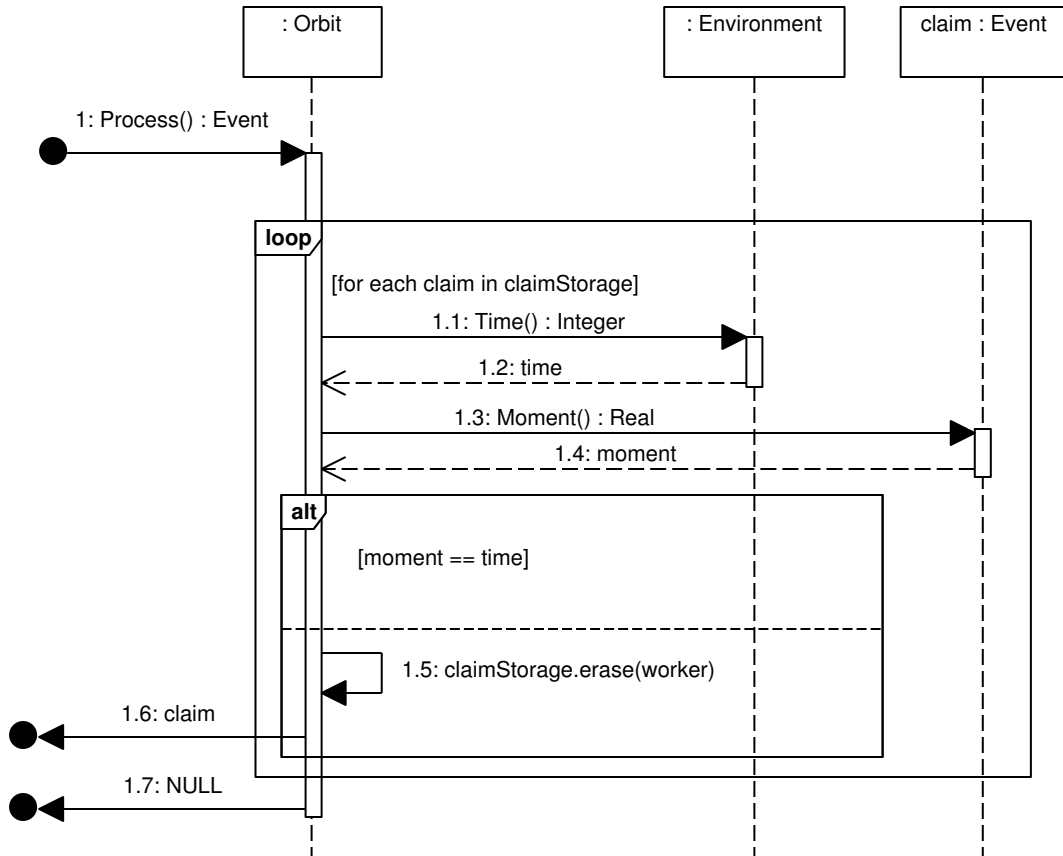 : Orbit
: Environment
claim : Event
1: Process() : Event
loop
[for each claim in claimStorage]
1.1: Time() : Integer
1.2: time
1.3: Moment() : Real
1.4: moment
alt
[moment == time]
1.5: claimStorage.erase(worker)
1.6: claim
1.7: NULL